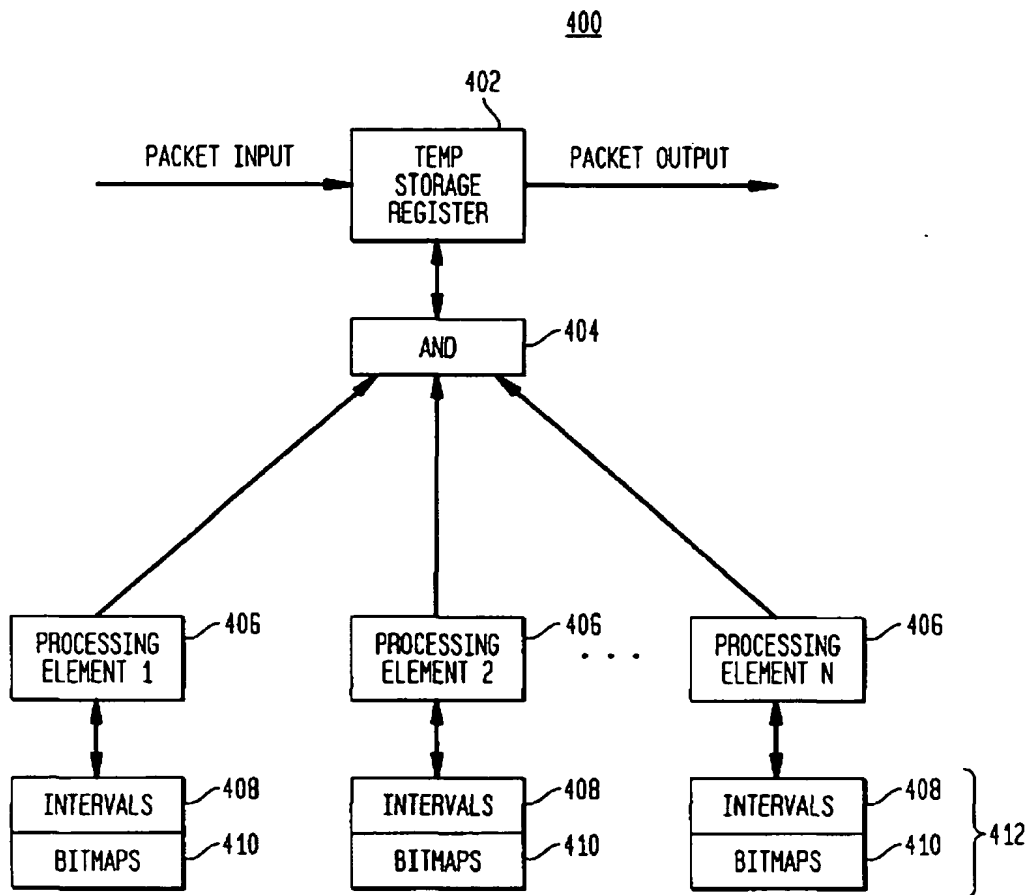 400
402
PACKET INPUT
TEMP
STORAGE
REGISTER
PACKET OUTPUT
AND
404
PROCESSING
ELEMENT 1
406
PROCESSING
ELEMENT 2
406
. . .
PROCESSING
ELEMENT N
406
INTERVALS
408
BITMAPS
410
INTERVALS
408
BITMAPS
410
INTERVALS
408
BITMAPS
410
412